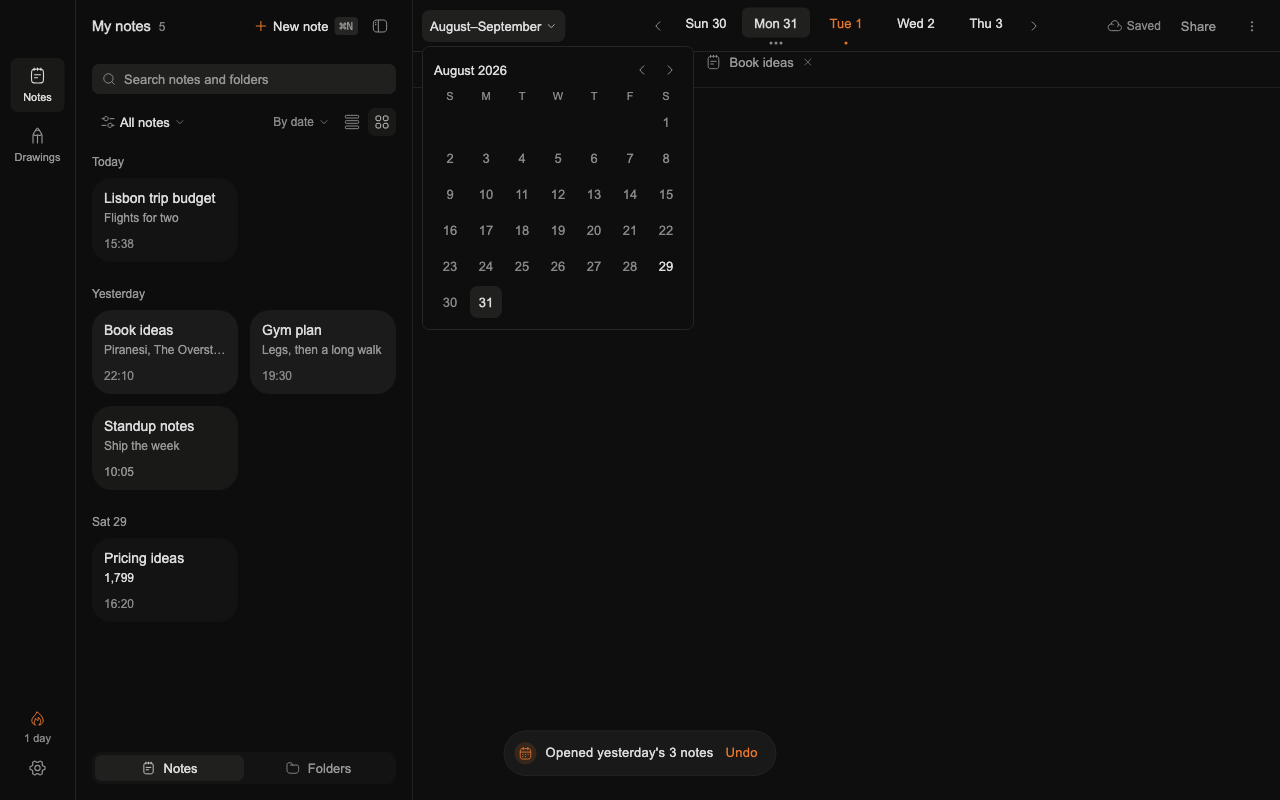 Notes
Drawings
1 day
My notes 5
New note ⌘N
Search notes and folders
All notes
By date
Today
Lisbon trip budget
Flights for two
15:38
Yesterday
Book ideas
Piranesi, The Overst…
22:10
Gym plan
Legs, then a long walk
19:30
Standup notes
Ship the week
10:05
Sat 29
Pricing ideas
1,799
16:20
Notes
Folders
August–September
Sun 30
Mon 31
Tue 1
Wed 2
Thu 3
Saved
Share
Book ideas
August 2026
S M T W T F S
1
2 3 4 5 6 7 8
9 10 11 12 13 14 15
16 17 18 19 20 21 22
23 24 25 26 27 28 29
30 31
Opened yesterday's 3 notes Undo